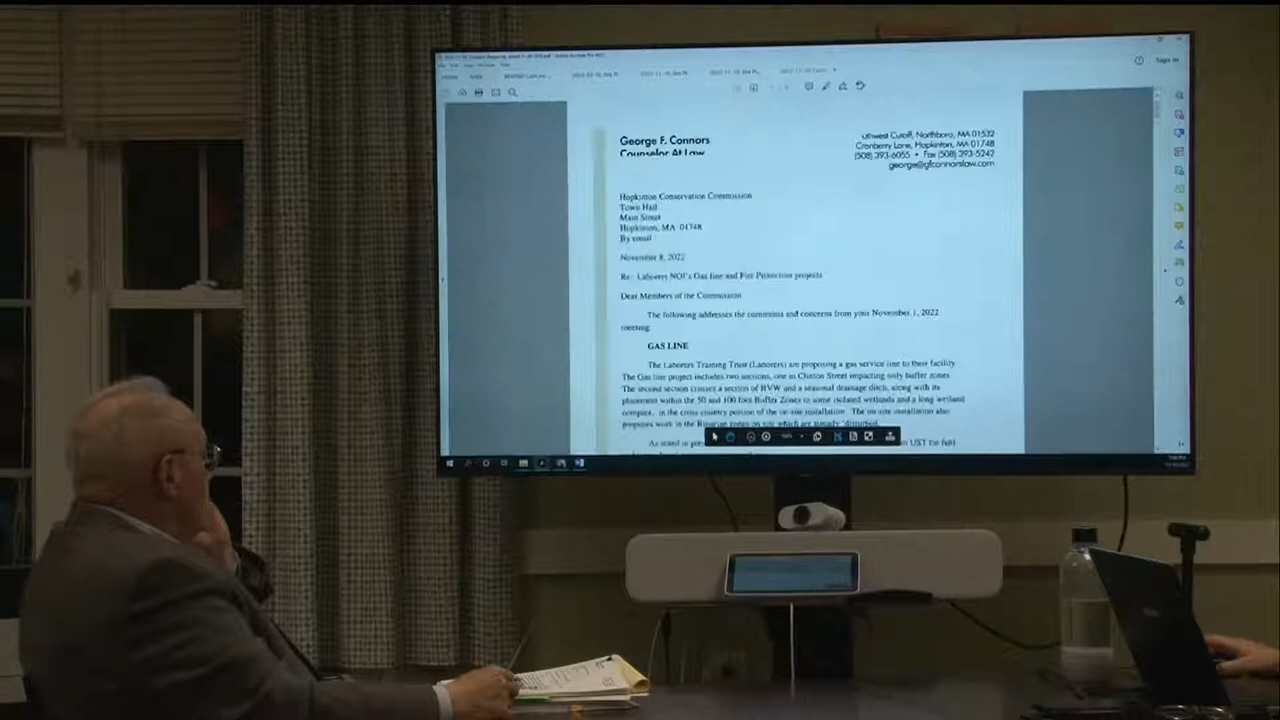 Sign In
George F. Connors
Counselor At Law
uthwest Cutoff, Northboro, MA 01532
Cranberry Lane, Hopkinton, MA 01748
(508) 393-6055 • Fax (508) 393-5242
george@gfconnorslaw.com
Hopkinton Conservation Commission
Town Hall
Main Street
Hopkinton, MA 01748
By email
November 8, 2022
Re: Laborers NOI's Gas line and Fire Protection projects
Dear Members of the Commission
The following addresses the comments and concerns from your November 1, 2022
meeting.
GAS LINE
The Laborers Training Trust (Laborers) are proposing a gas service line to their facility
The Gas line project includes two sections, one in Clinton Street impacting only buffer zones
The second section crosses a section of BVW and a seasonal drainage ditch, along with its
placement within the 50 and 100 foot Buffer Zones to some isolated wetlands and a long wetland
complex, in the cross country portion of the on-site installation. The on-site installation also
proposes work in the Riparian zones on site which are already 'disturbed.
As noted in UST for fuel